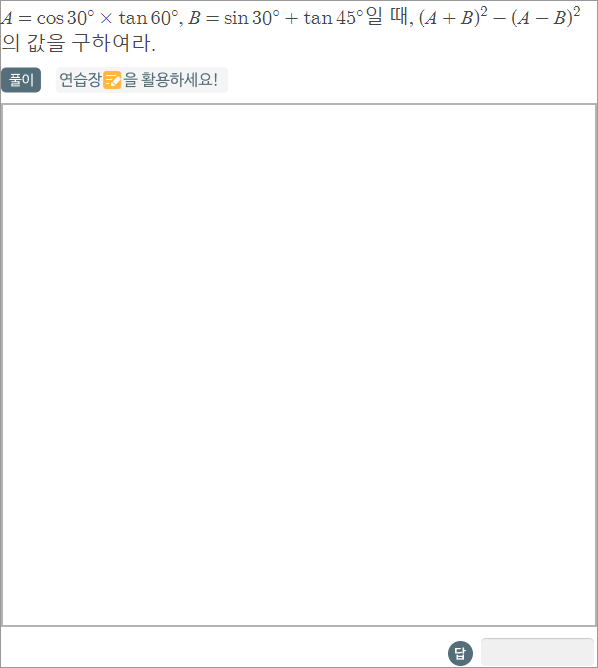 A = cos 30° × tan 60°, B = sin 30° + tan 45°일 때, (A + B)² − (A − B)²
의 값을 구하여라.
풀이 연습장을 활용하세요!
답